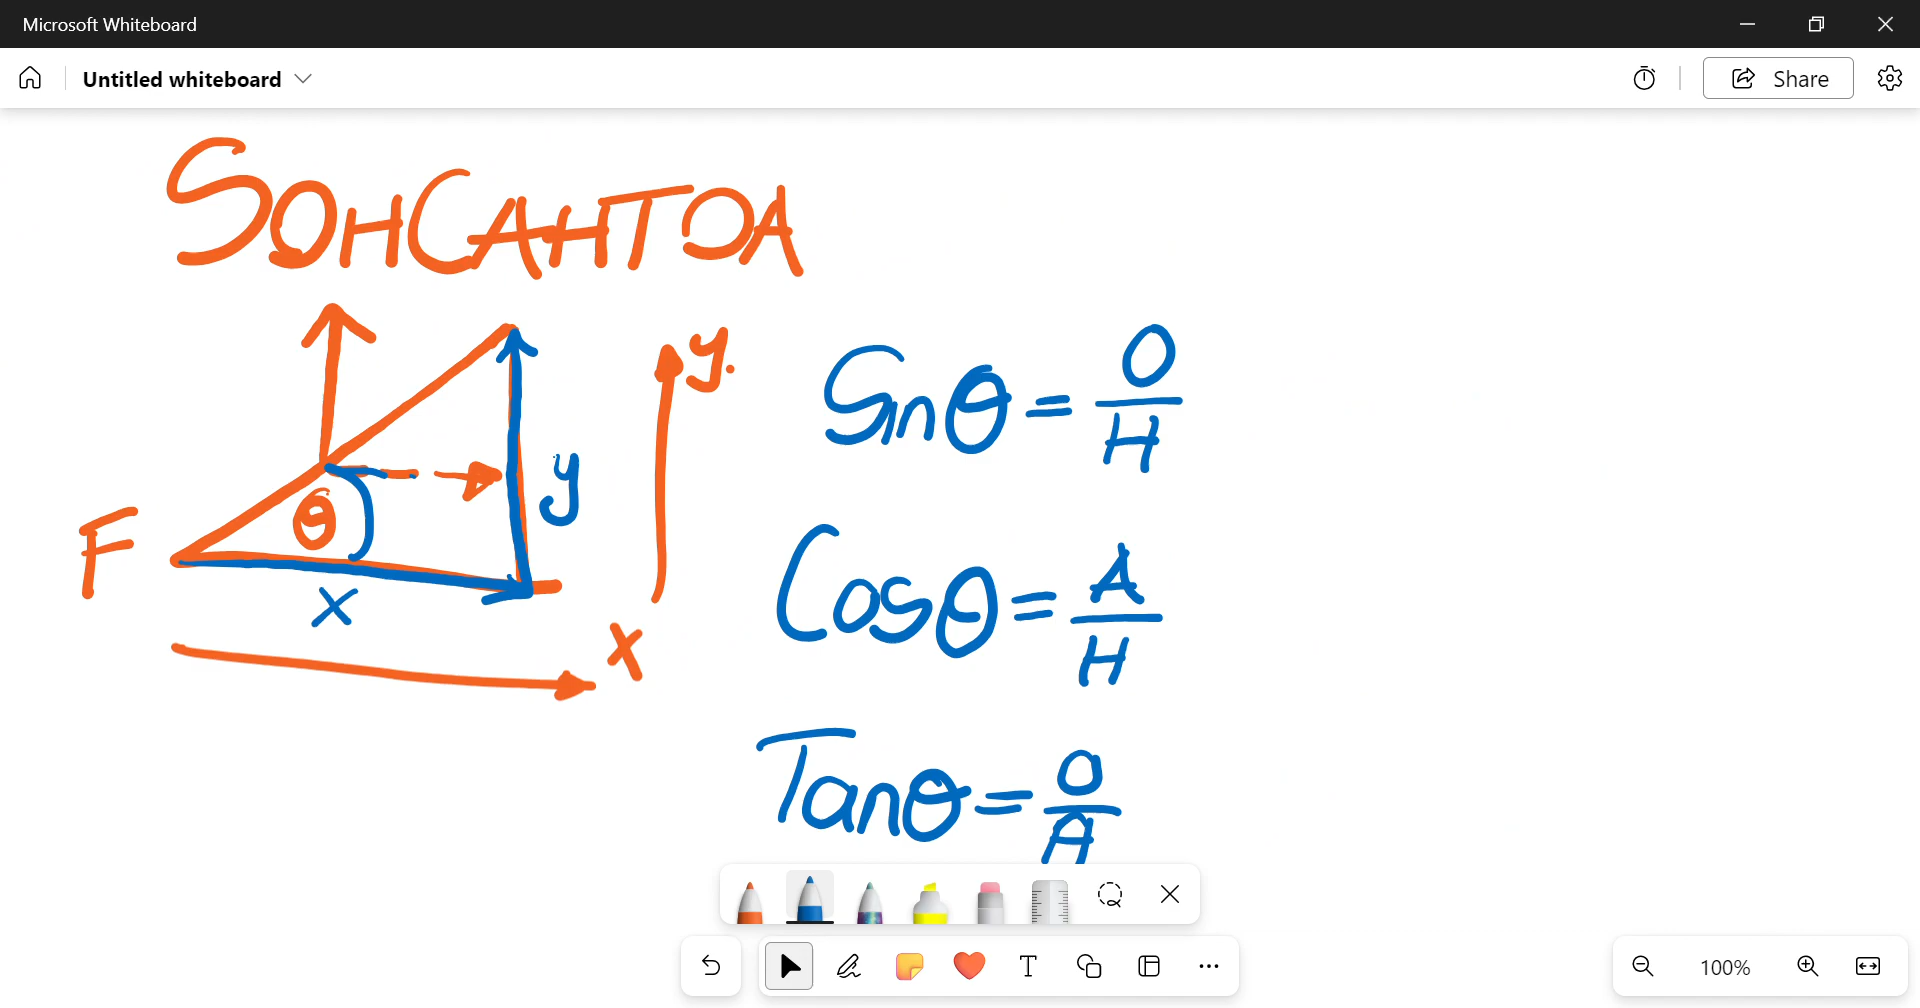 Microsoft Whiteboard
Untitled whiteboard
Share
SOHCAHTOA
y.
Sinθ = O/H
y
θ
F
x
Cosθ = A/H
x
Tanθ = O/A
T
100%